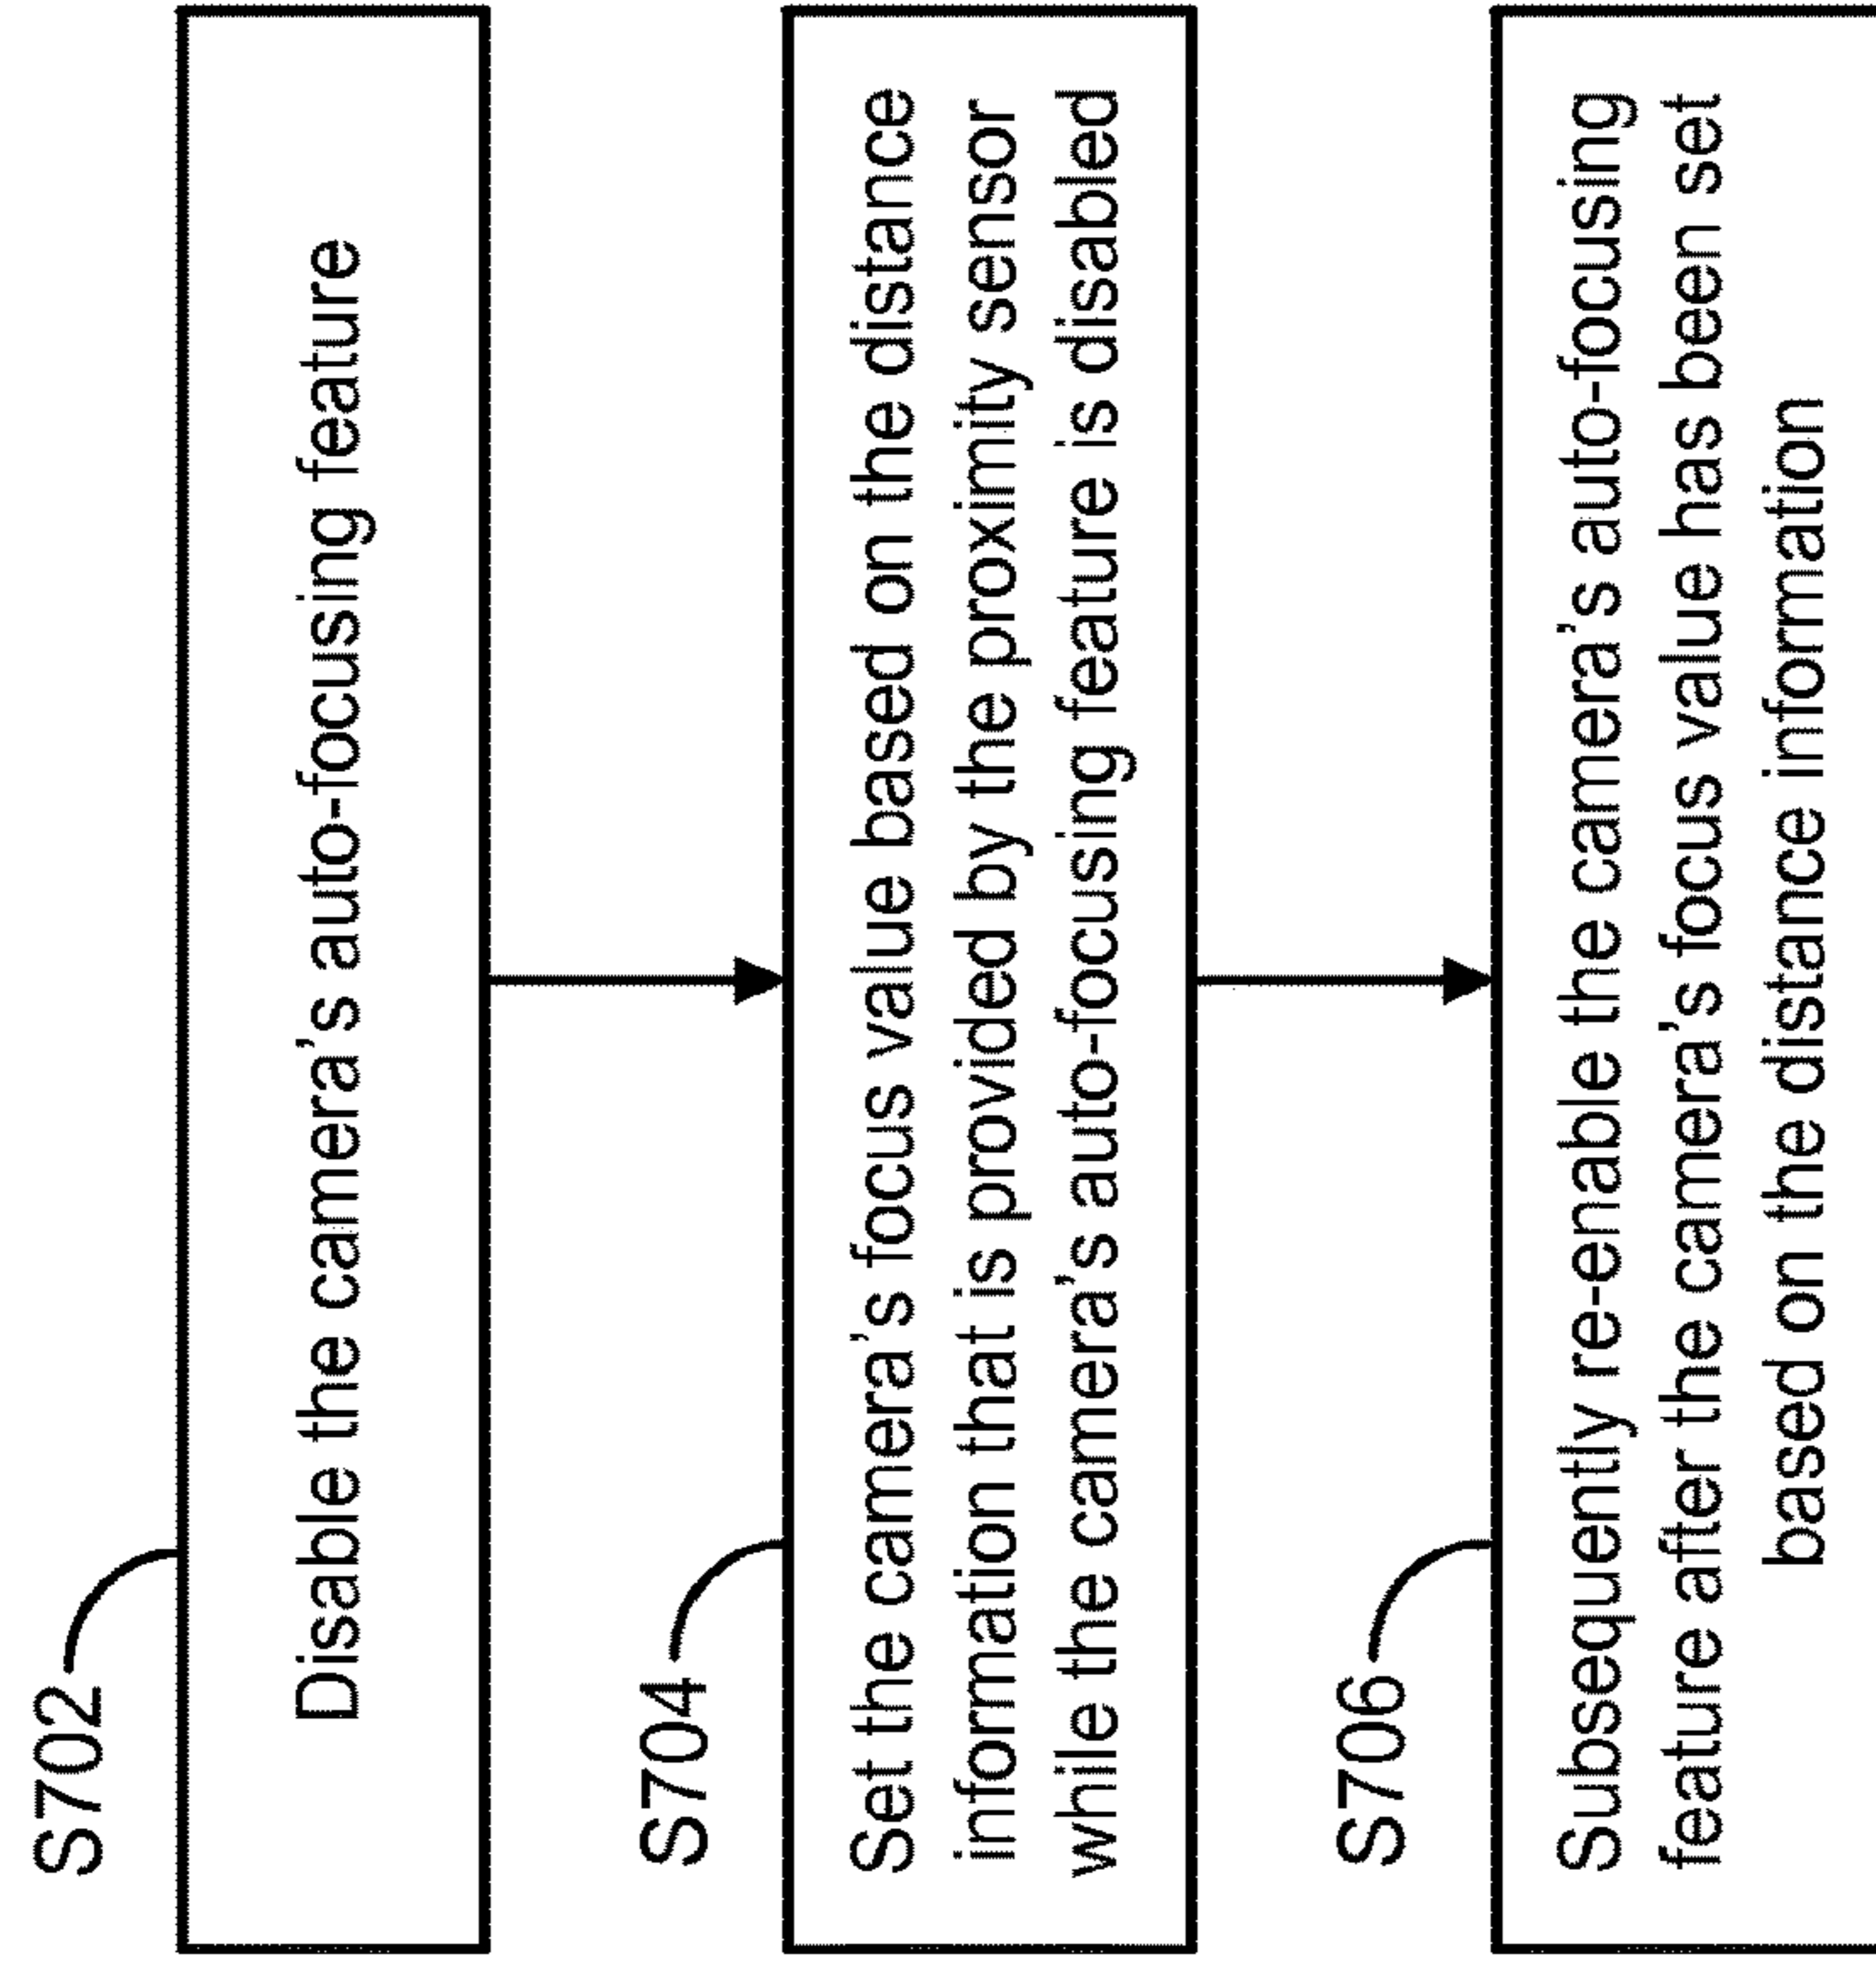 S702
Disable the camera's auto-focusing feature
S704
Set the camera's focus value based on the distance
information that is provided by the proximity sensor
while the camera's auto-focusing feature is disabled
S706
Subsequently re-enable the camera's auto-focusing
feature after the camera's focus value has been set
based on the distance information